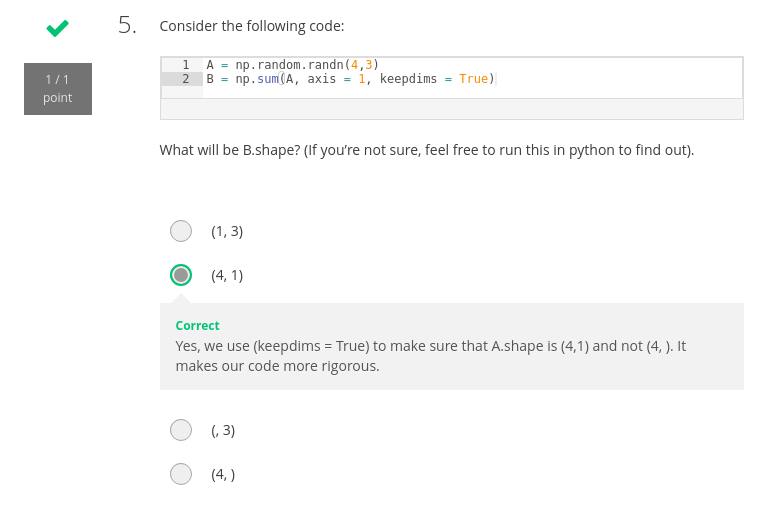 5. Consider the following code:
1 / 1
point
1 A = np.random.randn(4,3)
2 B = np.sum(A, axis = 1, keepdims = True)
What will be B.shape? (If you’re not sure, feel free to run this in python to find out).
(1, 3)
(4, 1)
Correct
Yes, we use (keepdims = True) to make sure that A.shape is (4,1) and not (4, ). It
makes our code more rigorous.
(, 3)
(4, )